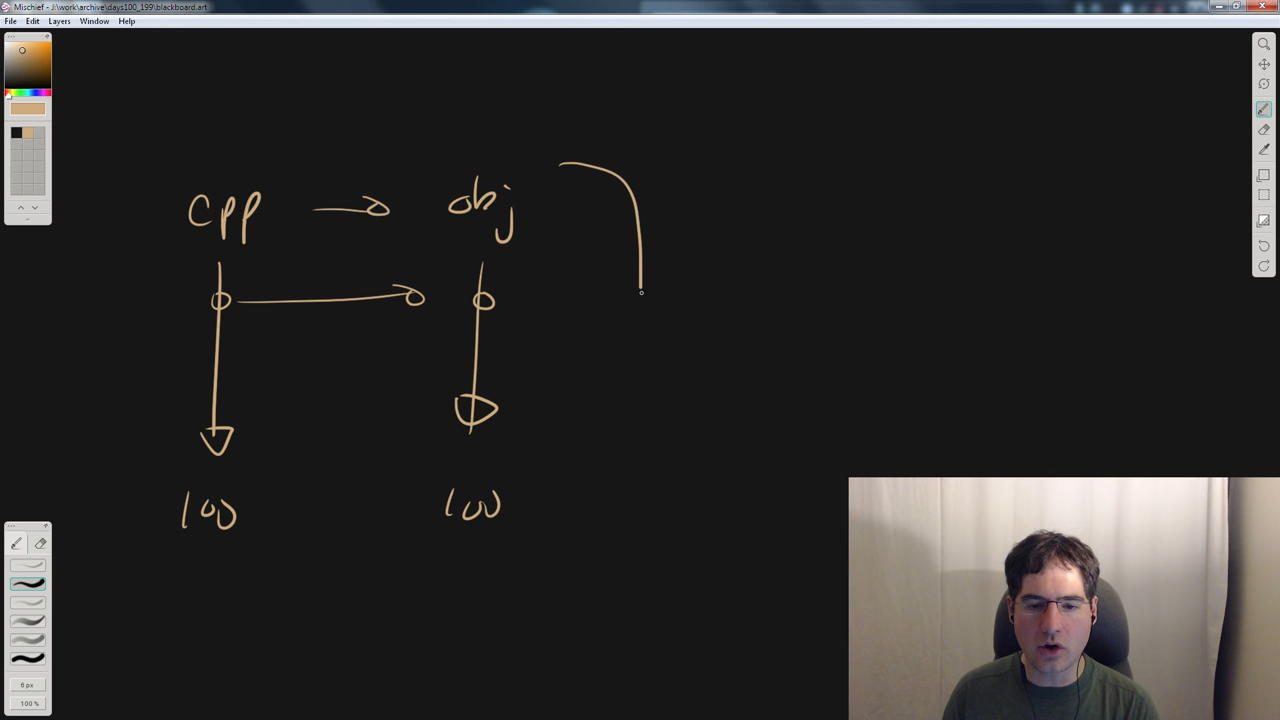 Mischief - J:\work\archive\days100_199\blackboard.art
File Edit Layers Window Help
cpp obj
100 100
6 px
100 %